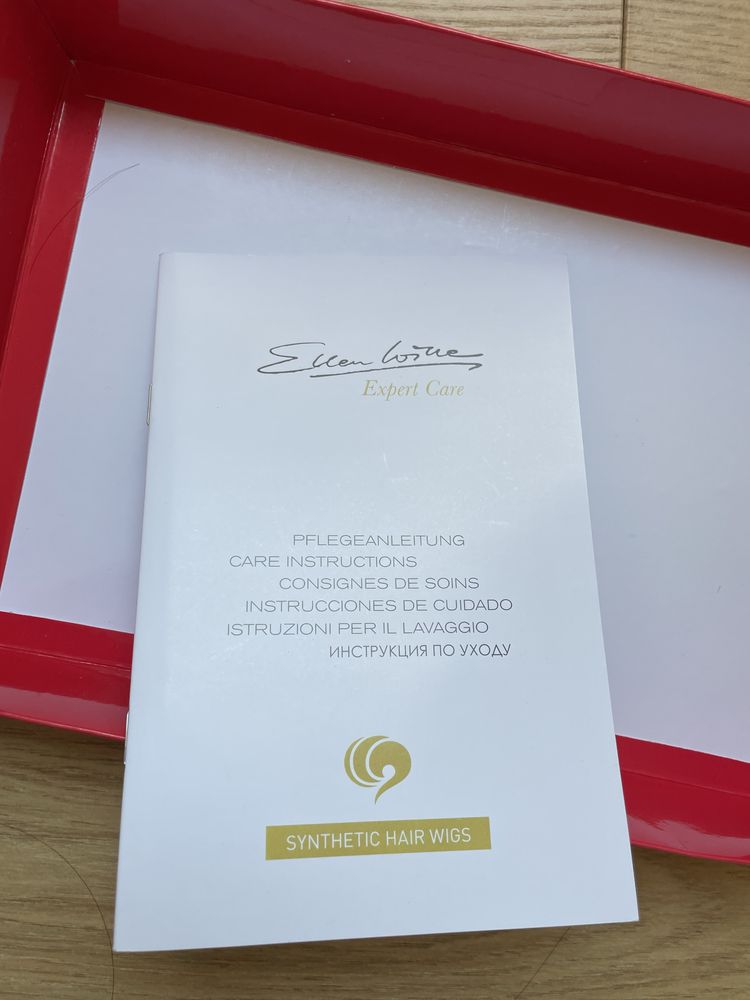 Ellen Wille
Expert Care
PFLEGEANLEITUNG
CARE INSTRUCTIONS
CONSIGNES DE SOINS
INSTRUCCIONES DE CUIDADO
ISTRUZIONI PER IL LAVAGGIO
ИНСТРУКЦИЯ ПО УХОДУ
SYNTHETIC HAIR WIGS